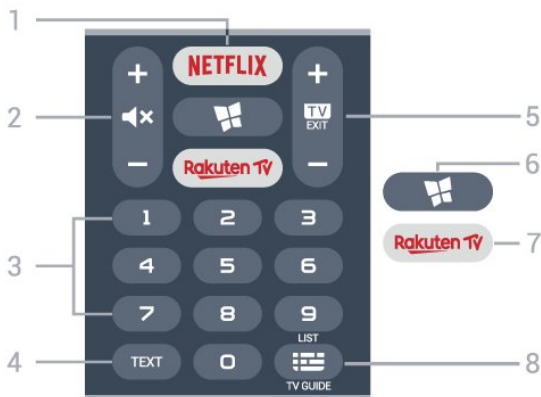 1
NETFLIX
+ +
2
TV
EXIT
5
- -
6
Rakuten TV
1 2 3
Rakuten TV 7
3
4 5 6
7 8 9
LIST
4
TEXT 0
8
TV GUIDE